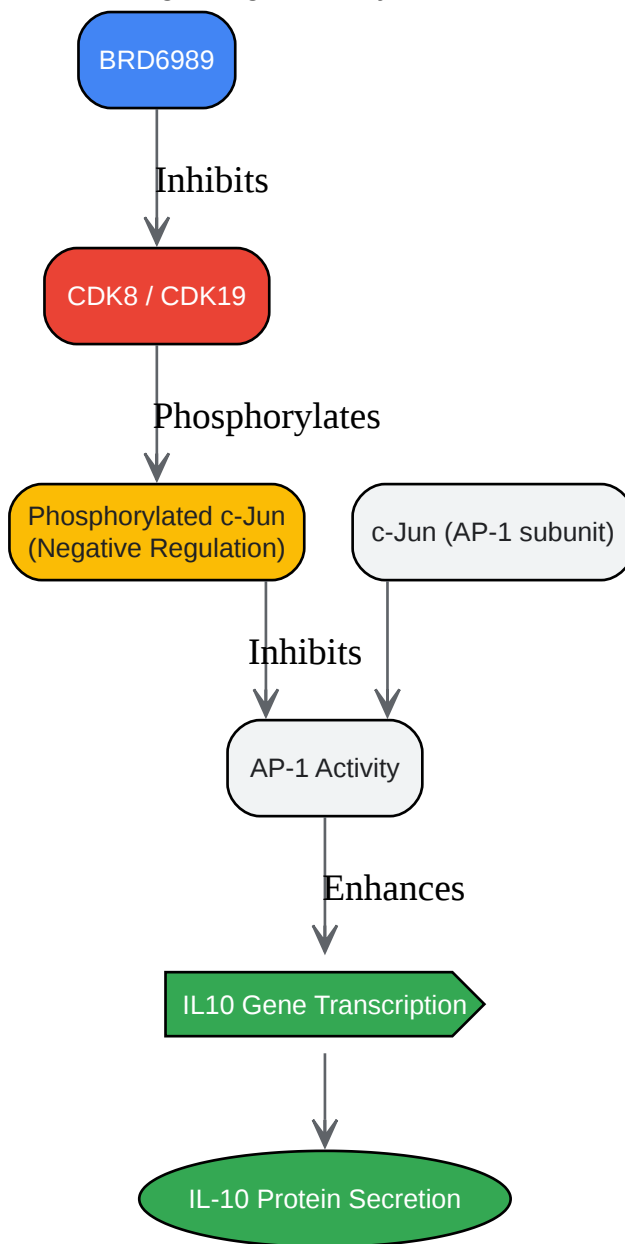 BRD6989
Inhibits
CDK8 / CDK19
Phosphorylates
Phosphorylated c-Jun
(Negative Regulation)
c-Jun (AP-1 subunit)
Inhibits
AP-1 Activity
Enhances
IL10 Gene Transcription
IL-10 Protein Secretion